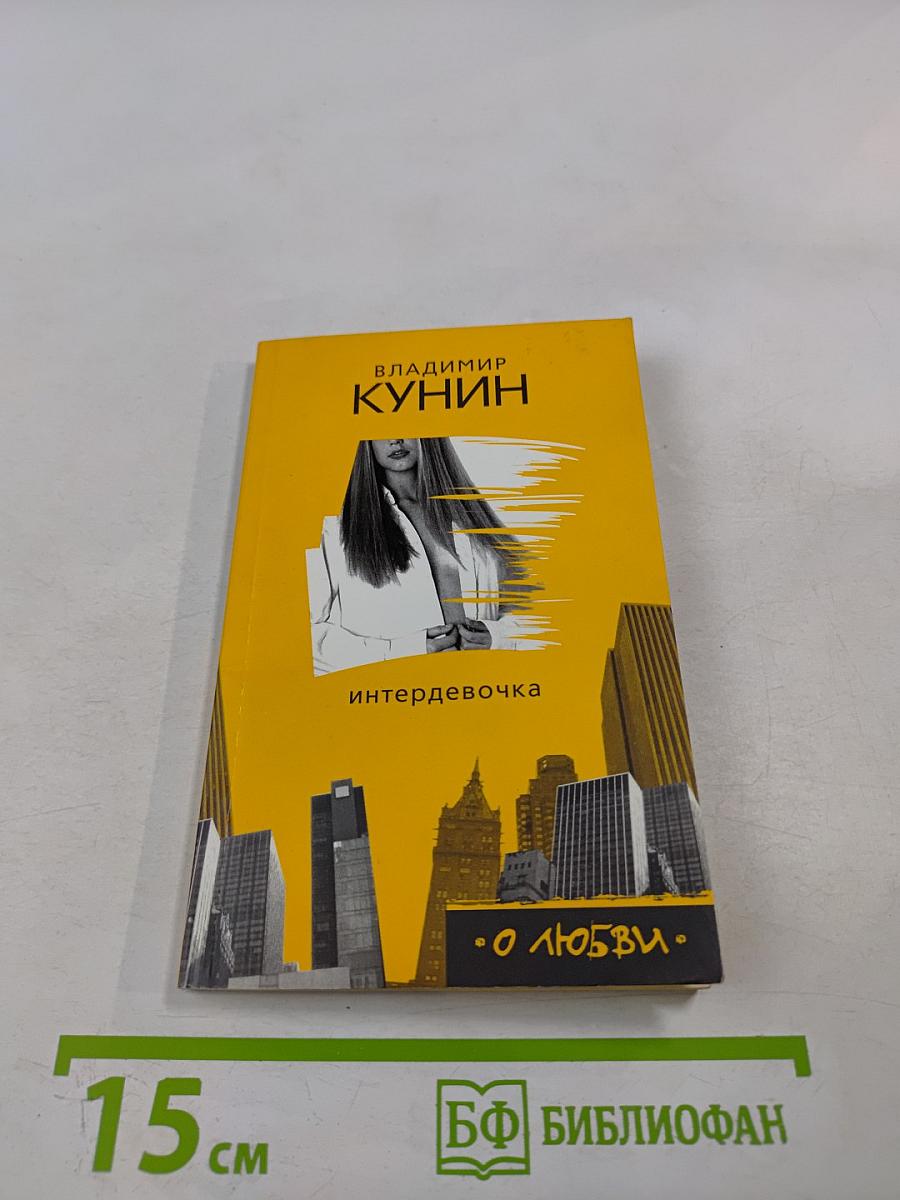 ВЛАДИМИР
КУНИН
интердевочка
• О ЛЮБВИ •
15 см
БФ БИБЛИОФАН